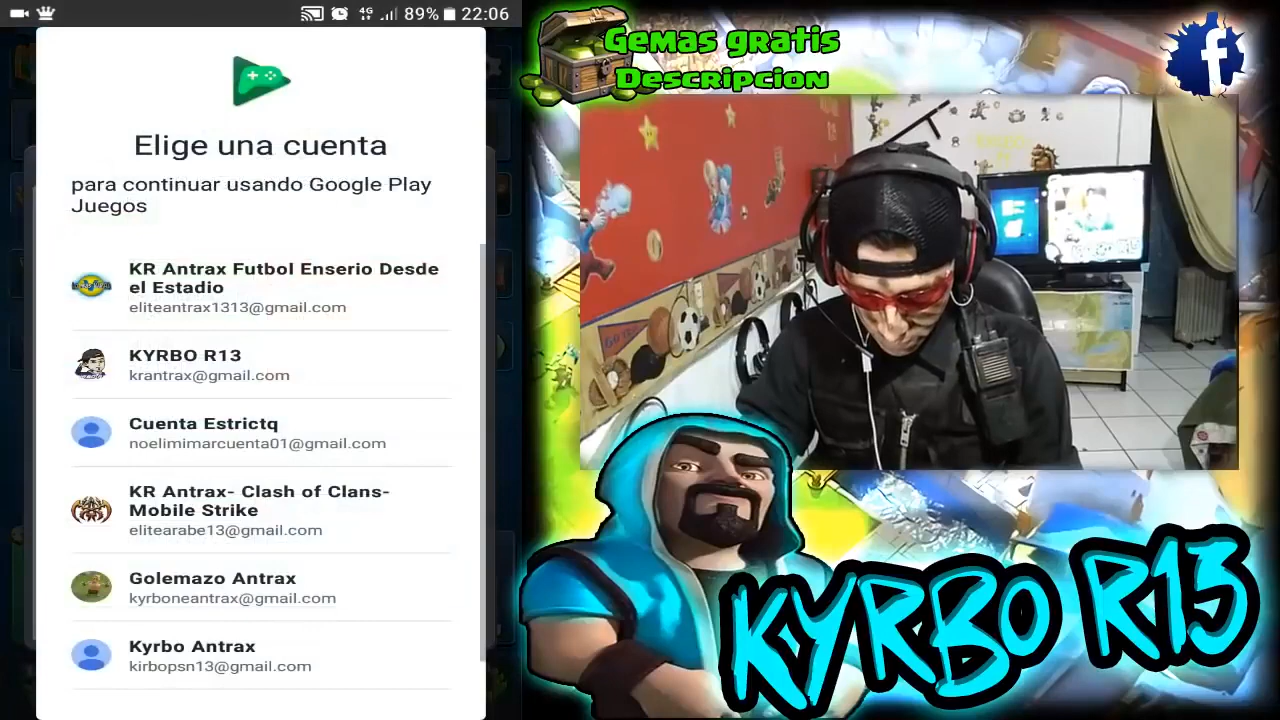 4G 89% 22:06
Elige una cuenta
para continuar usando Google Play
Juegos
KR Antrax Futbol Enserio Desde
el Estadio
eliteantrax1313@gmail.com
KYRBO R13
krantrax@gmail.com
Cuenta Estrictq
noelimimarcuenta01@gmail.com
KR Antrax- Clash of Clans-
Mobile Strike
elitearabe13@gmail.com
Golemazo Antrax
kyrboneantrax@gmail.com
Kyrbo Antrax
kirbopsn13@gmail.com
Gemas gratis
Descripcion
f
KYRBO R13